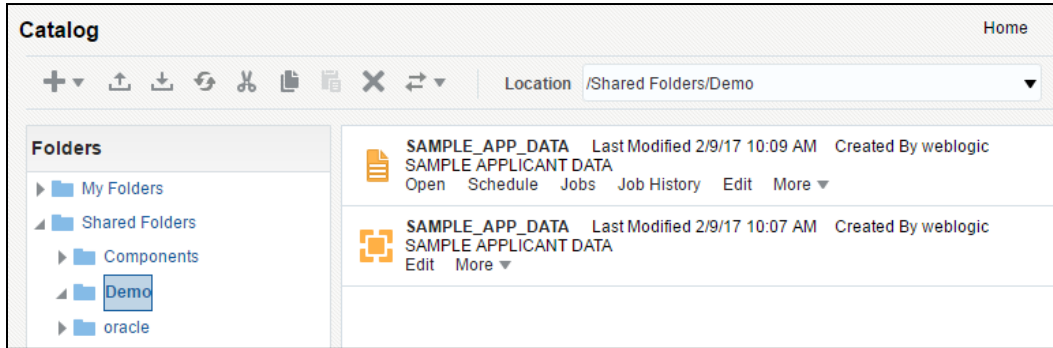 Catalog
Home
Location /Shared Folders/Demo
Folders
My Folders
Shared Folders
Components
Demo
oracle
SAMPLE_APP_DATA Last Modified 2/9/17 10:09 AM Created By weblogic
SAMPLE APPLICANT DATA
Open Schedule Jobs Job History Edit More
SAMPLE_APP_DATA Last Modified 2/9/17 10:07 AM Created By weblogic
SAMPLE APPLICANT DATA
Edit More